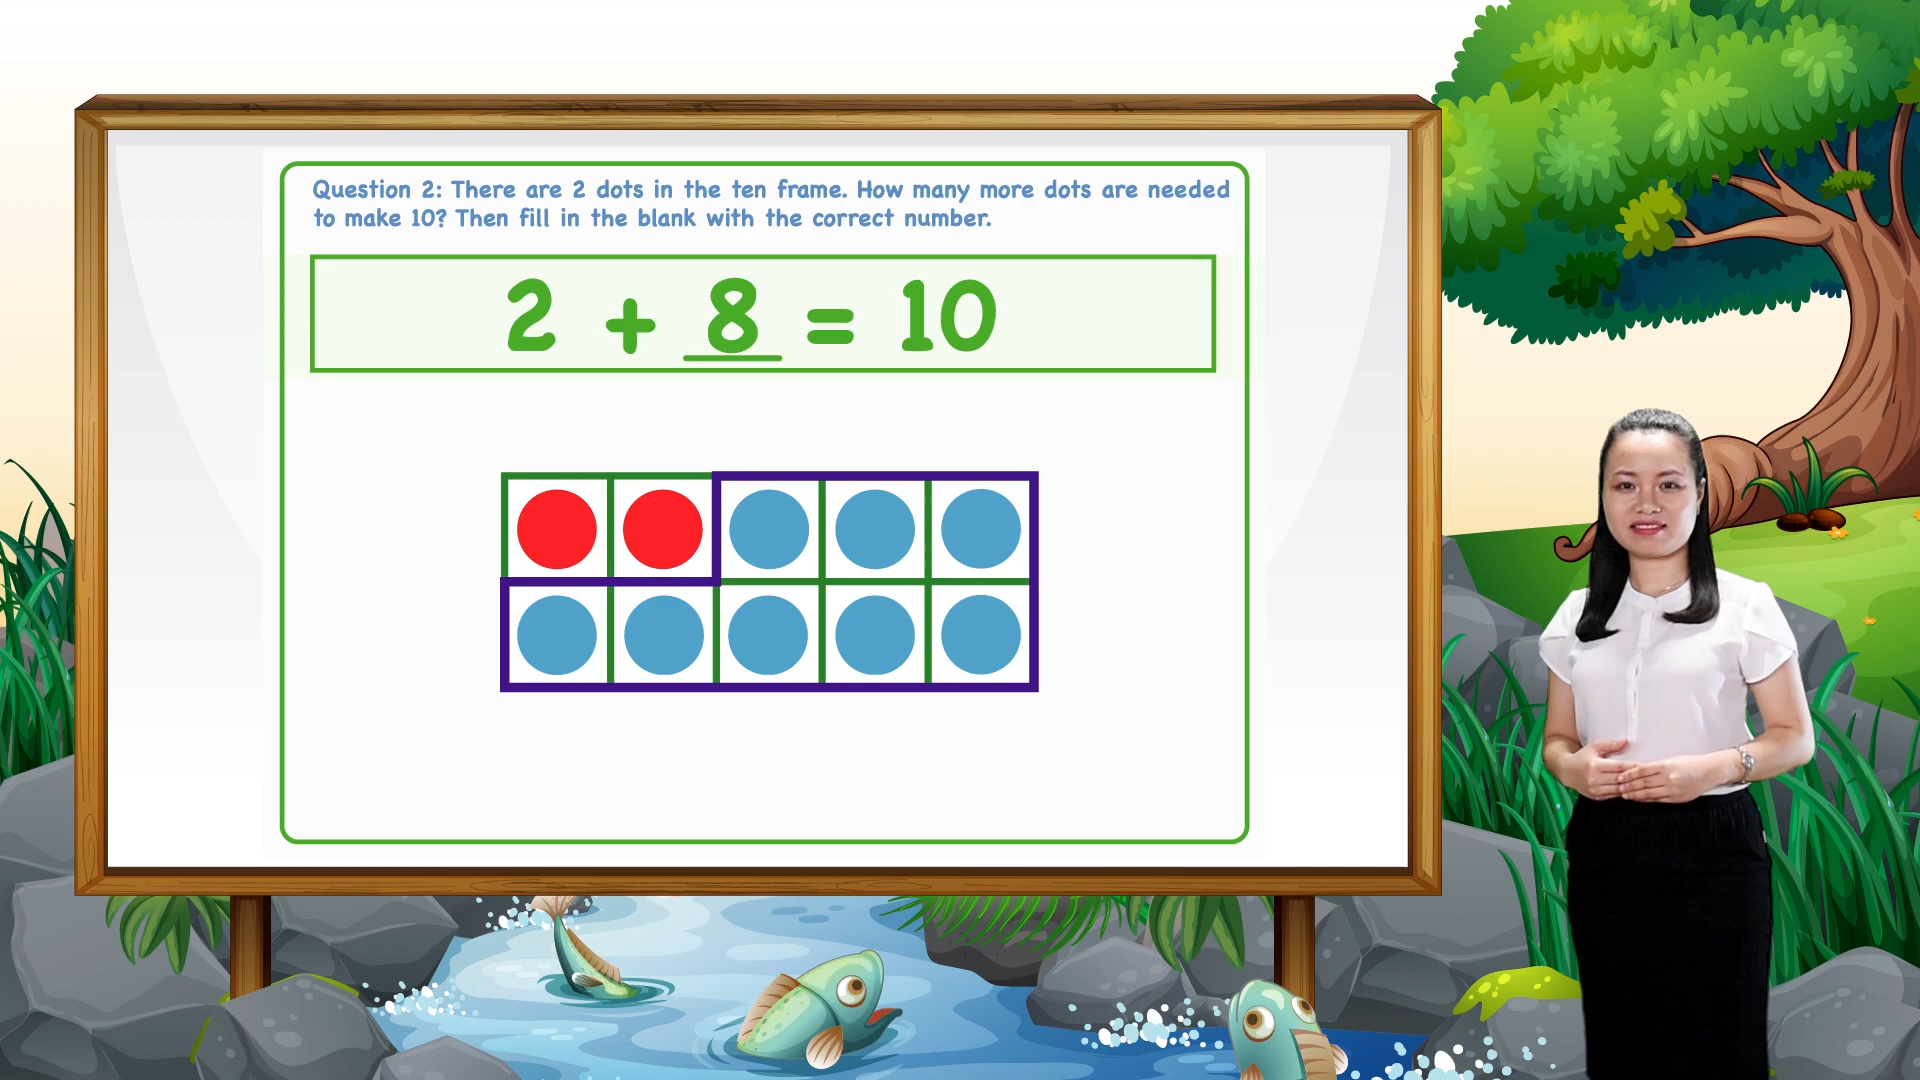 Question 2: There are 2 dots in the ten frame. How many more dots are needed
to make 10? Then fill in the blank with the correct number.
2 + 8 = 10